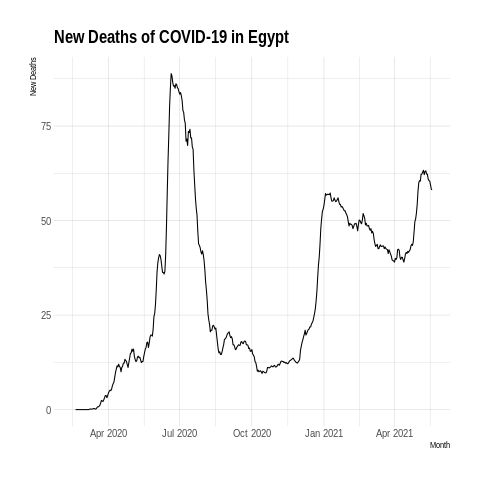 New Deaths of COVID-19 in Egypt
New Deaths
75
50
25
0
Apr 2020 Jul 2020 Oct 2020 Jan 2021 Apr 2021
Month